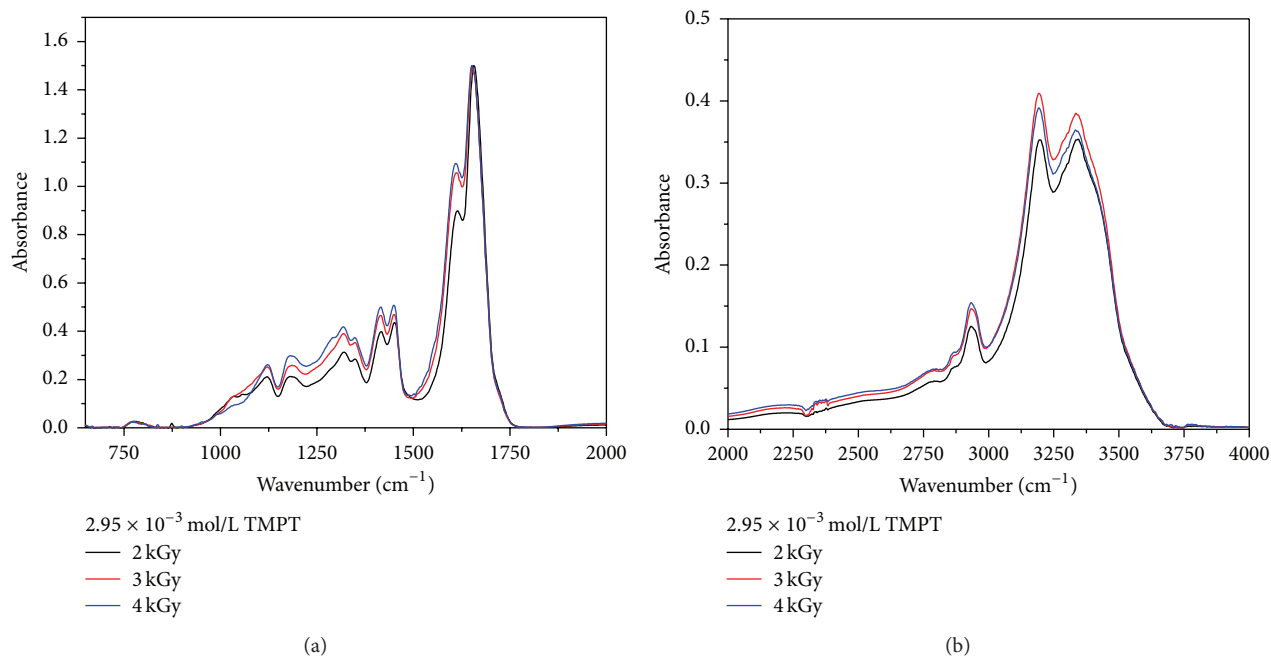 1.6
1.4
1.2
1.0
0.8
0.6
0.4
0.2
0.0
Absorbance
750 1000 1250 1500 1750 2000
Wavenumber (cm⁻¹)
2.95 × 10⁻³ mol/L TMPT
2 kGy
3 kGy
4 kGy
(a)
0.5
0.4
0.3
0.2
0.1
0.0
Absorbance
2000 2250 2500 2750 3000 3250 3500 3750 4000
Wavenumber (cm⁻¹)
2.95 × 10⁻³ mol/L TMPT
2 kGy
3 kGy
4 kGy
(b)